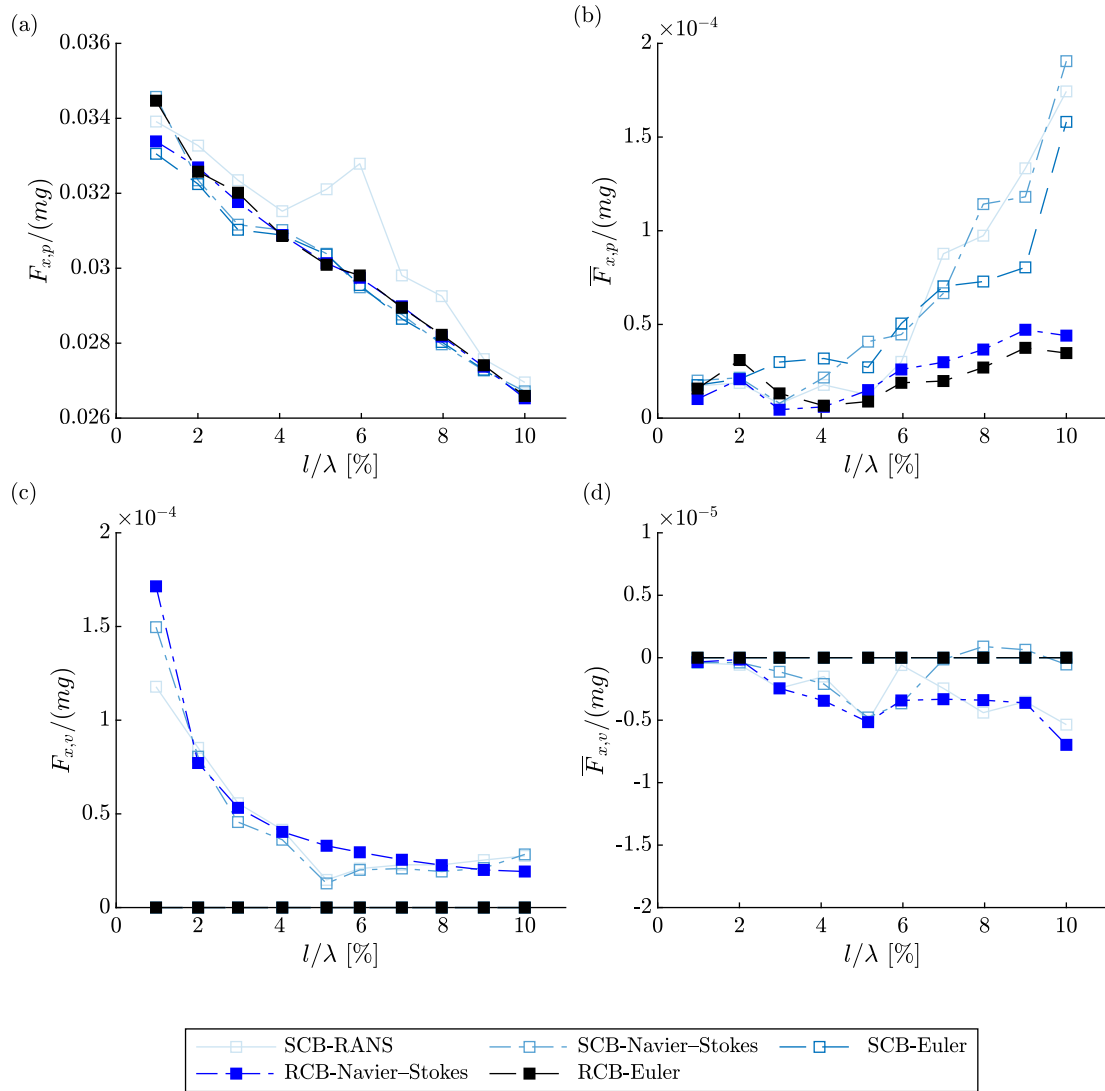 (a)
0.036
0.034
0.032
0.03
0.028
0.026
F_{x,p}/(mg)
0 2 4 6 8 10
l/λ [%]
(b)
×10⁻⁴
2
1.5
1
0.5
0
F̅_{x,p}/(mg)
0 2 4 6 8 10
l/λ [%]
(c)
×10⁻⁴
2
1.5
1
0.5
0
F_{x,v}/(mg)
0 2 4 6 8 10
l/λ [%]
(d)
×10⁻⁵
1
0.5
0
-0.5
-1
-1.5
-2
F̅_{x,v}/(mg)
0 2 4 6 8 10
l/λ [%]
SCB-RANS SCB-Navier–Stokes SCB-Euler
RCB-Navier–Stokes RCB-Euler